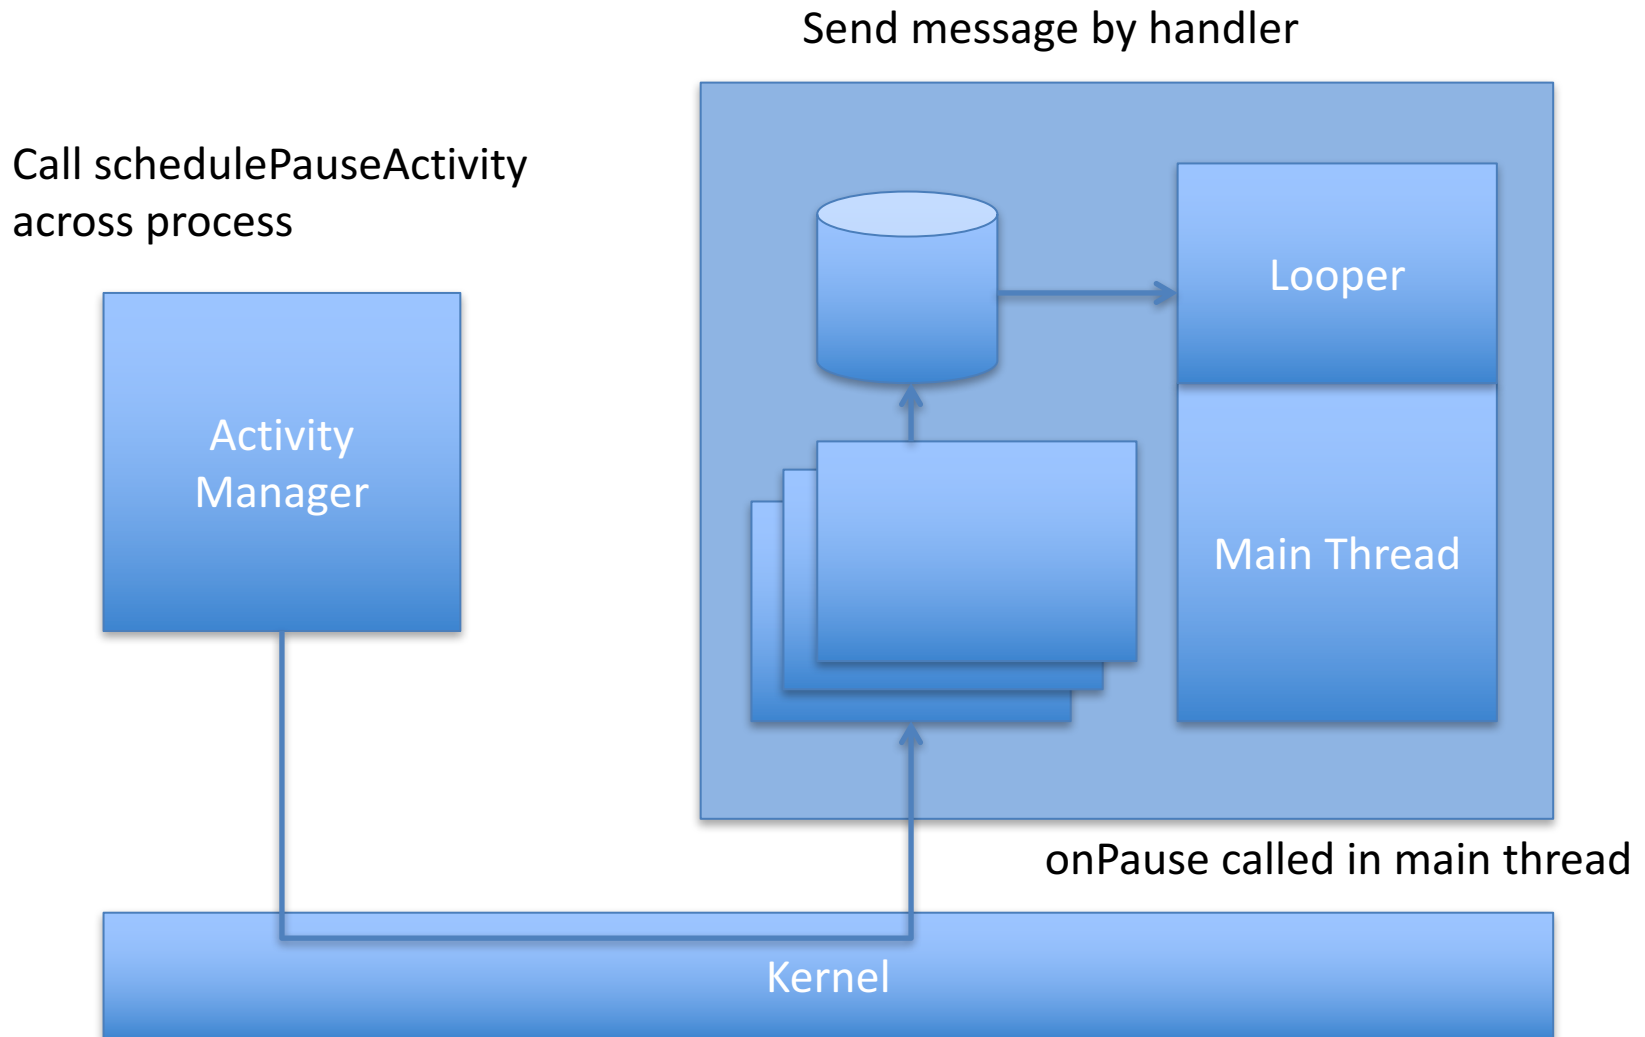 Send message by handler
Call schedulePauseActivity
across process
Looper
Activity
Manager
Main Thread
onPause called in main thread
Kernel